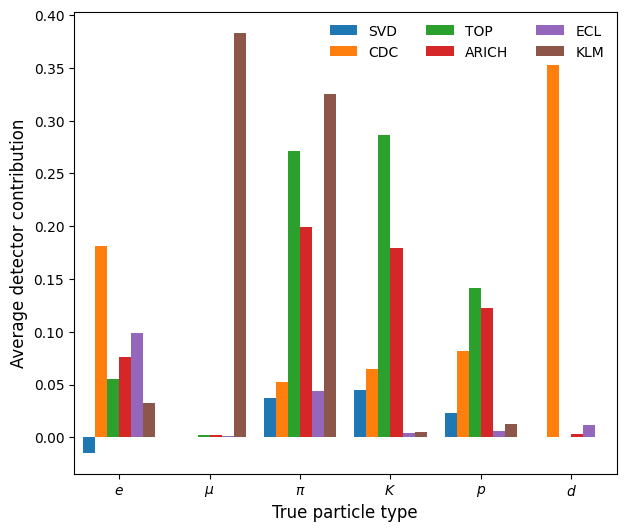 SVD
CDC
TOP
ARICH
ECL
KLM
Average detector contribution
0.40
0.35
0.30
0.25
0.20
0.15
0.10
0.05
0.00
e
μ
π
K
p
d
True particle type